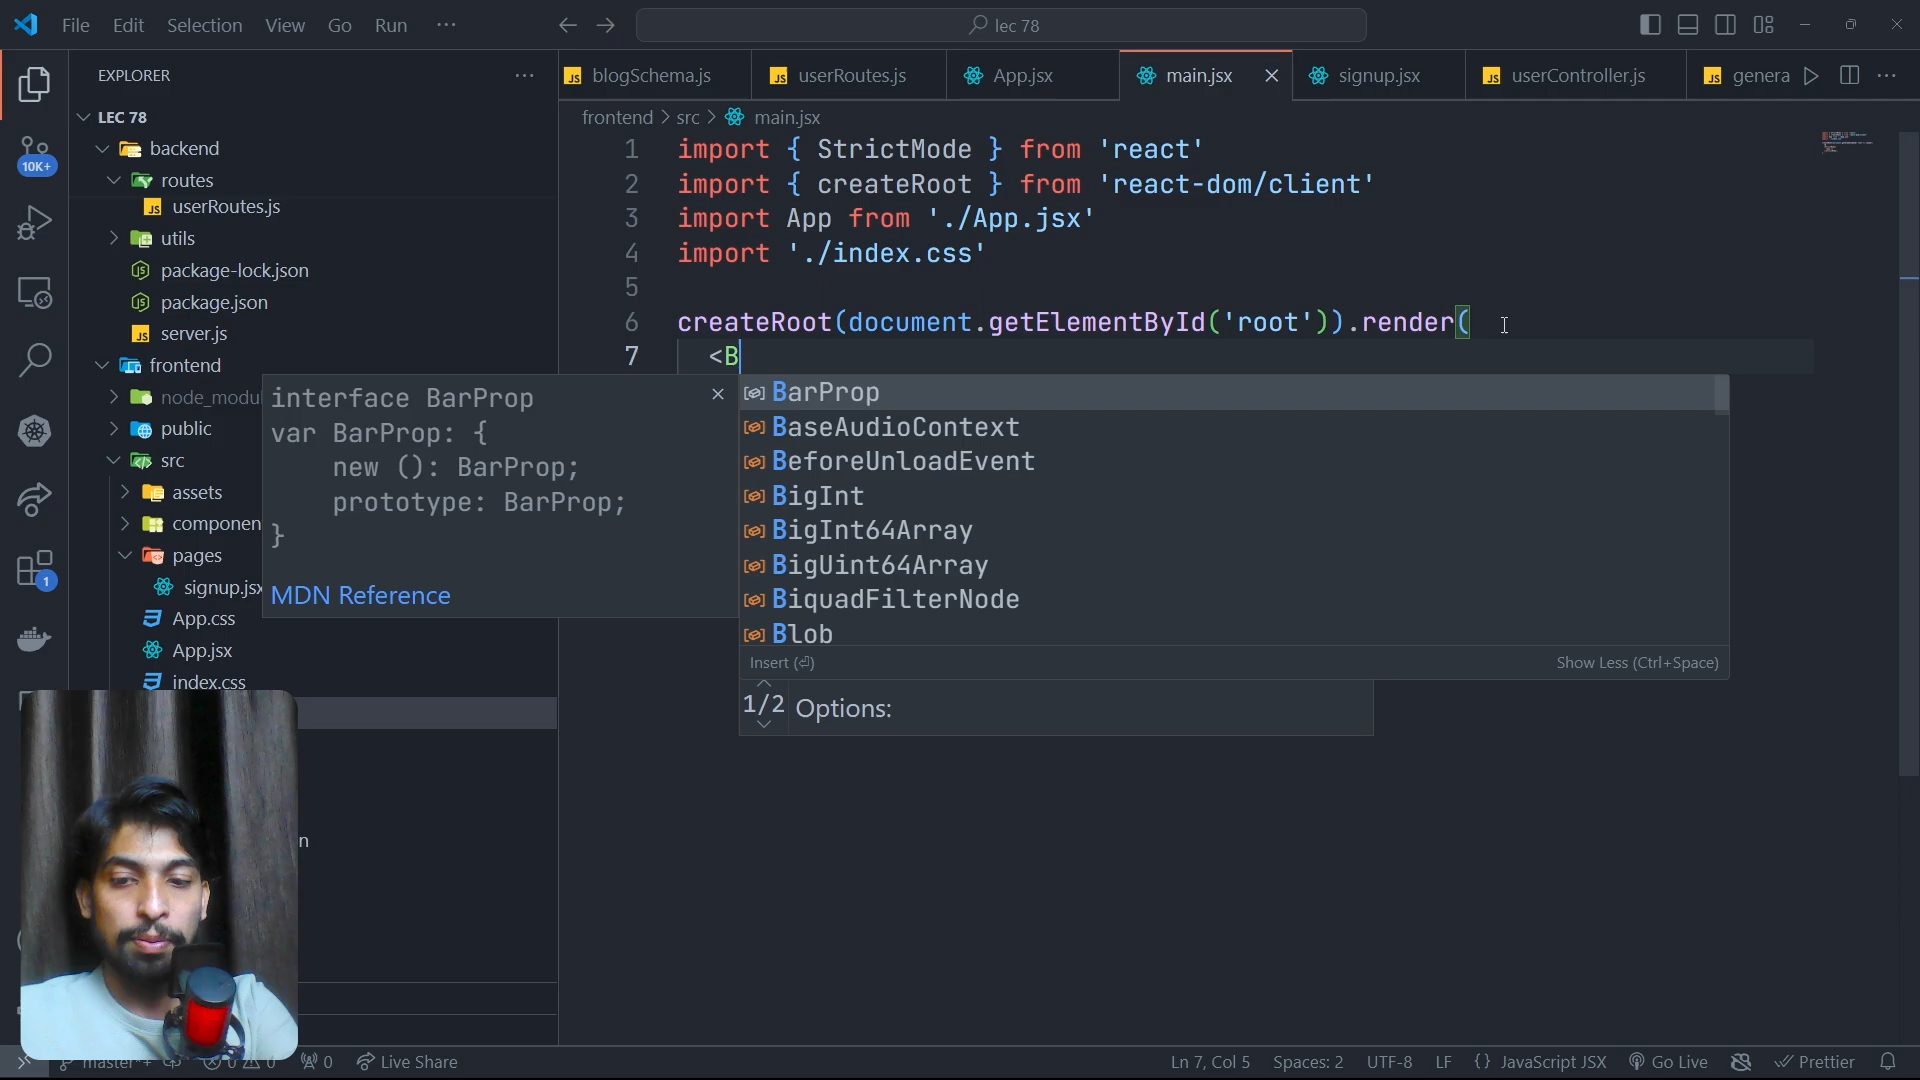 File Edit Selection View Go Run ... lec 78
EXPLORER
LEC 78
backend
routes
userRoutes.js
utils
package-lock.json
package.json
server.js
frontend
node_modul
public
src
assets
componen
pages
signup.jsx
App.css
App.jsx
index.css
n
10K+
1
blogSchema.js userRoutes.js App.jsx main.jsx signup.jsx userController.js genera
frontend > src > main.jsx
1 import { StrictMode } from 'react'
2 import { createRoot } from 'react-dom/client'
3 import App from './App.jsx'
4 import './index.css'
5
6 createRoot(document.getElementById('root')).render(
7 <B
interface BarProp
var BarProp: {
new (): BarProp;
prototype: BarProp;
}
MDN Reference
BarProp
BaseAudioContext
BeforeUnloadEvent
BigInt
BigInt64Array
BigUint64Array
BiquadFilterNode
Blob
Insert (⏎) Show Less (Ctrl+Space)
1/2 Options:
master*+ 0 0 0 Live Share Ln 7, Col 5 Spaces: 2 UTF-8 LF {} JavaScript JSX Go Live Prettier